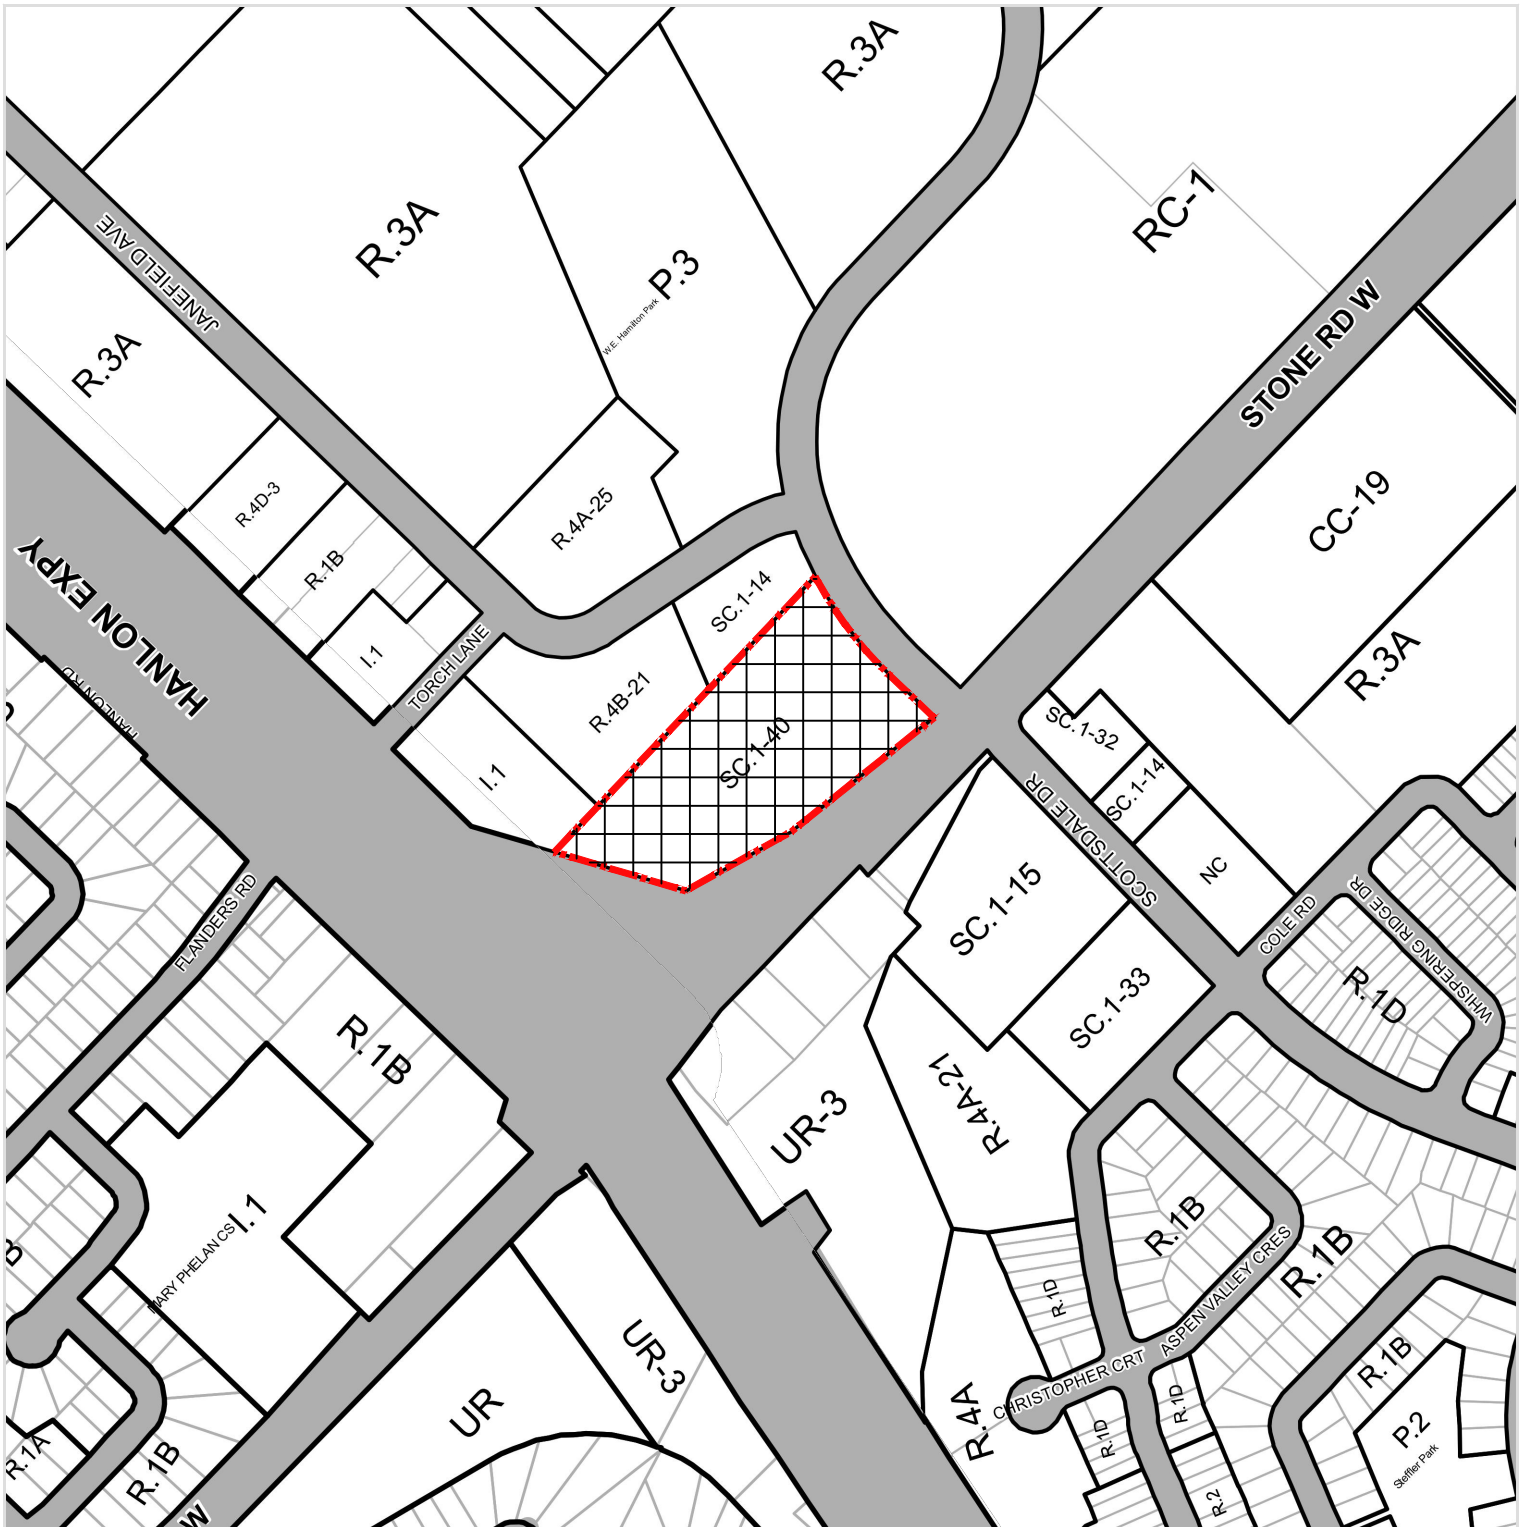 R.3A
RC-1
R.3A
P.3
W.E. Hamilton Park
JANEFIELD AVE
STONE RD W
R.3A
R.4D-3
R.4A-25
CC-19
R.1B
SC.1-14
HANLON EXPY
I.1
TORCH LANE
R.4B-21
R.3A
HANLON RD
SC.1-40
SC.1-32
I.1
SC.1-14
SCOTTSDALE DR
NC
FLANDERS RD
SC.1-15
COLE RD
WHISPERING RIDGE DR
R.1D
SC.1-33
R.1B
R.4A-21
UR-3
I.1
MARY PHELAN CS
R.1B
R.1B
ASPEN VALLEY CRES
R.1D
UR-3
CHRISTOPHER CRT
R.1B
UR
R.4A
R.1D
R.1D
P.2
Steffler Park
R.1A
R.1B
R.2
W